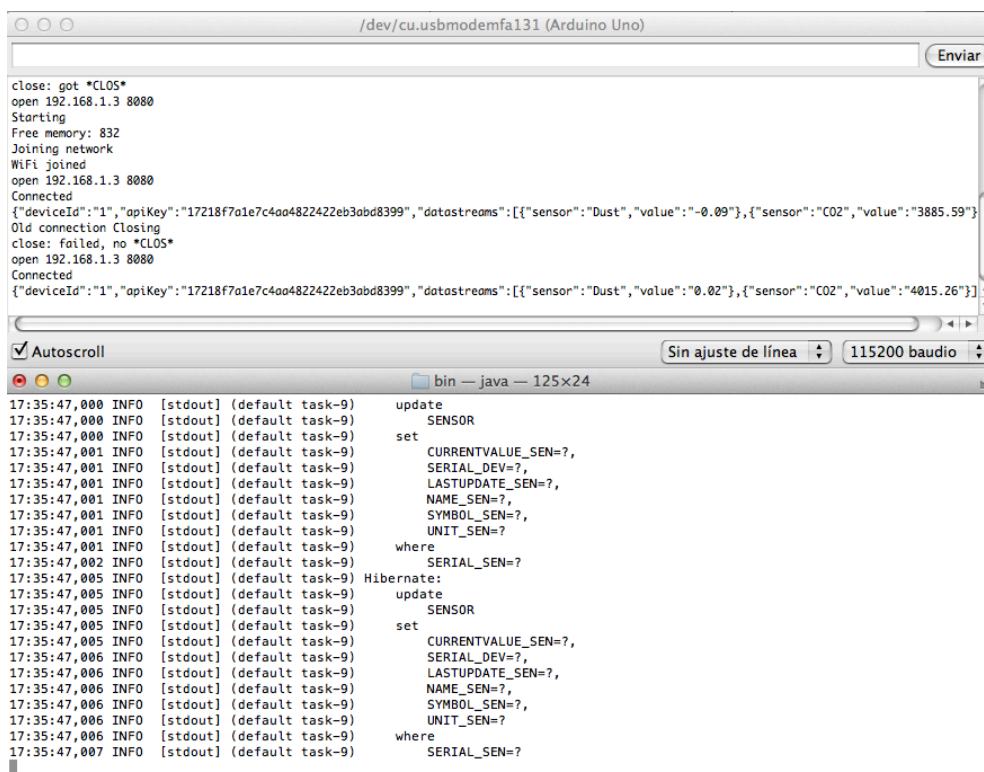 /dev/cu.usbmodemfa131 (Arduino Uno)
Enviar
close: got *CLOS*
open 192.168.1.3 8080
Starting
Free memory: 832
Joining network
WiFi joined
open 192.168.1.3 8080
Connected
{"deviceId":"1","apiKey":"17218f7a1e7c4aa4822422eb3abd8399","datastreams":[{"sensor":"Dust","value":"-0.09"},{"sensor":"CO2","value":"3885.59"}
Old connection Closing
close: failed, no *CLOS*
open 192.168.1.3 8080
Connected
{"deviceId":"1","apiKey":"17218f7a1e7c4aa4822422eb3abd8399","datastreams":[{"sensor":"Dust","value":"0.02"},{"sensor":"CO2","value":"4015.26"}]
Autoscroll Sin ajuste de línea 115200 baudio
bin — java — 125×24
17:35:47,000 INFO [stdout] (default task-9) update
17:35:47,000 INFO [stdout] (default task-9) SENSOR
17:35:47,000 INFO [stdout] (default task-9) set
17:35:47,001 INFO [stdout] (default task-9) CURRENTVALUE_SEN=?,
17:35:47,001 INFO [stdout] (default task-9) SERIAL_DEV=?,
17:35:47,001 INFO [stdout] (default task-9) LASTUPDATE_SEN=?,
17:35:47,001 INFO [stdout] (default task-9) NAME_SEN=?,
17:35:47,001 INFO [stdout] (default task-9) SYMBOL_SEN=?,
17:35:47,001 INFO [stdout] (default task-9) UNIT_SEN=?
17:35:47,001 INFO [stdout] (default task-9) where
17:35:47,002 INFO [stdout] (default task-9) SERIAL_SEN=?
17:35:47,005 INFO [stdout] (default task-9) Hibernate:
17:35:47,005 INFO [stdout] (default task-9) update
17:35:47,005 INFO [stdout] (default task-9) SENSOR
17:35:47,005 INFO [stdout] (default task-9) set
17:35:47,005 INFO [stdout] (default task-9) CURRENTVALUE_SEN=?,
17:35:47,006 INFO [stdout] (default task-9) SERIAL_DEV=?,
17:35:47,006 INFO [stdout] (default task-9) LASTUPDATE_SEN=?,
17:35:47,006 INFO [stdout] (default task-9) NAME_SEN=?,
17:35:47,006 INFO [stdout] (default task-9) SYMBOL_SEN=?,
17:35:47,006 INFO [stdout] (default task-9) UNIT_SEN=?
17:35:47,006 INFO [stdout] (default task-9) where
17:35:47,007 INFO [stdout] (default task-9) SERIAL_SEN=?